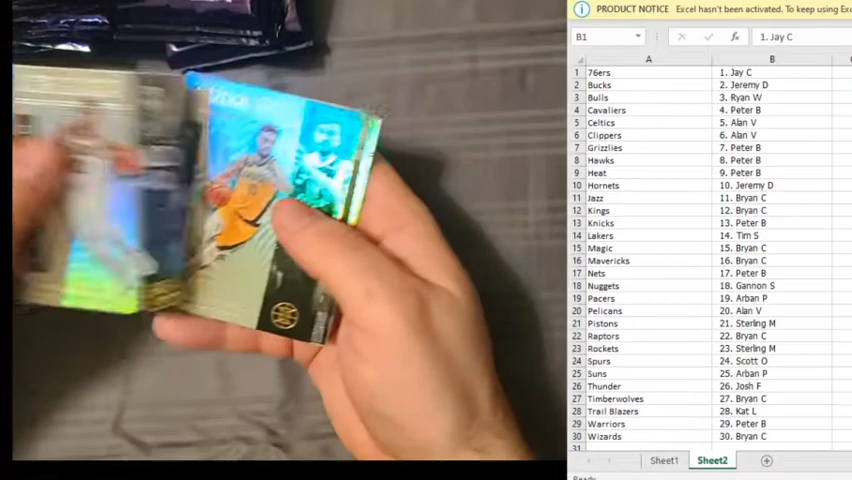 PRODUCT NOTICE Excel hasn't been activated. To keep using Exc
B1 fx 1. Jay C
A B
1 76ers 1. Jay C
2 Bucks 2. Jeremy D
3 Bulls 3. Ryan W
4 Cavaliers 4. Peter B
5 Celtics 5. Alan V
6 Clippers 6. Alan V
7 Grizzlies 7. Peter B
8 Hawks 8. Peter B
9 Heat 9. Peter B
10 Hornets 10. Jeremy D
11 Jazz 11. Bryan C
12 Kings 12. Bryan C
13 Knicks 13. Peter B
14 Lakers 14. Tim S
15 Magic 15. Bryan C
16 Mavericks 16. Bryan C
17 Nets 17. Peter B
18 Nuggets 18. Gannon S
19 Pacers 19. Arban P
20 Pelicans 20. Alan V
21 Pistons 21. Sterling M
22 Raptors 22. Bryan C
23 Rockets 23. Sterling M
24 Spurs 24. Scott O
25 Suns 25. Arban P
26 Thunder 26. Josh F
27 Timberwolves 27. Bryan C
28 Trail Blazers 28. Kat L
29 Warriors 29. Peter B
30 Wizards 30. Bryan C
31
Sheet1 Sheet2
Ready